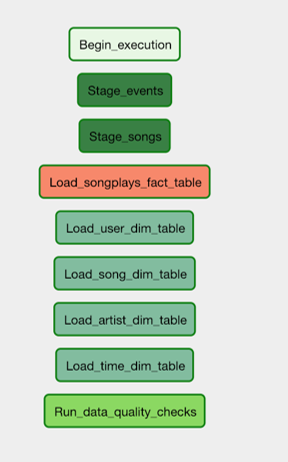 Begin_execution
Stage_events
Stage_songs
Load_songplays_fact_table
Load_user_dim_table
Load_song_dim_table
Load_artist_dim_table
Load_time_dim_table
Run_data_quality_checks